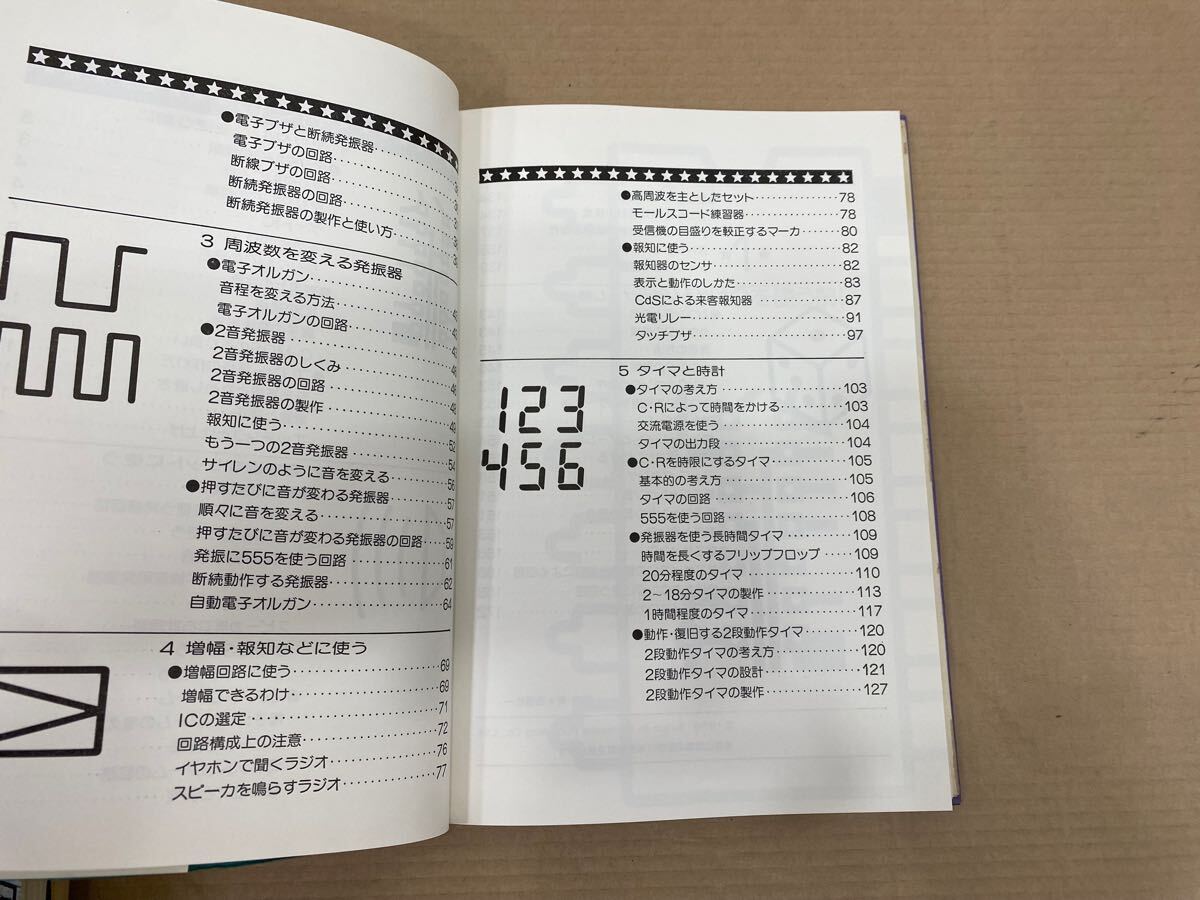 ●電子ブザと断続発振器
電子ブザの回路
断線ブザの回路
断続発振器の回路
断続発振器の製作と使い方
3 周波数を変える発振器
●電子オルガン
音程を変える方法
電子オルガンの回路
●2音発振器
2音発振器のしくみ
2音発振器の回路 46
2音発振器の製作 48
報知に使う 52
もう一つの2音発振器 54
サイレンのように音を変える 56
●押すたびに音が変わる発振器 57
順々に音を変える 57
押すたびに音が変わる発振器の回路 59
発振に555を使う回路 61
断続動作する発振器 62
自動電子オルガン 64
4 増幅・報知などに使う
●増幅回路に使う 69
増幅できるわけ 69
ICの選定 71
回路構成上の注意 72
イヤホンで聞くラジオ 76
スピーカを鳴らすラジオ 77
●高周波を主としたセット 78
モールスコード練習器 78
受信機の目盛りを較正するマーカ 80
●報知に使う 82
報知器のセンサ 82
表示と動作のしかた 83
CdSによる来客報知器 87
光電リレー 91
タッチブザ 97
5 タイマと時計
123
456
●タイマの考え方 103
C・Rによって時間をかける 103
交流電源を使う 104
タイマの出力段 104
●C・Rを時限にするタイマ 105
基本的の考え方 105
タイマの回路 106
555を使う回路 108
●発振器を使う長時間タイマ 109
時間を長くするフリップフロップ 109
20分程度のタイマ 110
2～18分タイマの製作 113
1時間程度のタイマ 117
●動作・復旧する2段動作タイマ 120
2段動作タイマの考え方 120
2段動作タイマの設計 121
2段動作タイマの製作 127